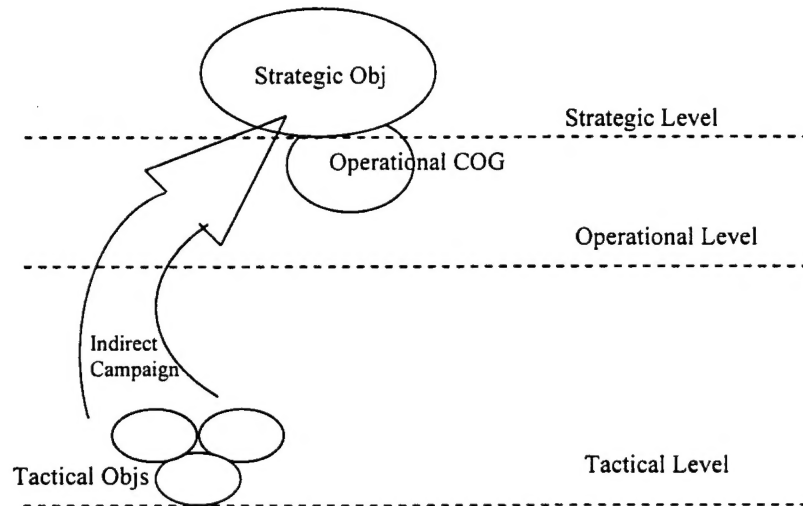 Strategic Obj
Strategic Level
Operational COG
Operational Level
Indirect
Campaign
Tactical Objs
Tactical Level